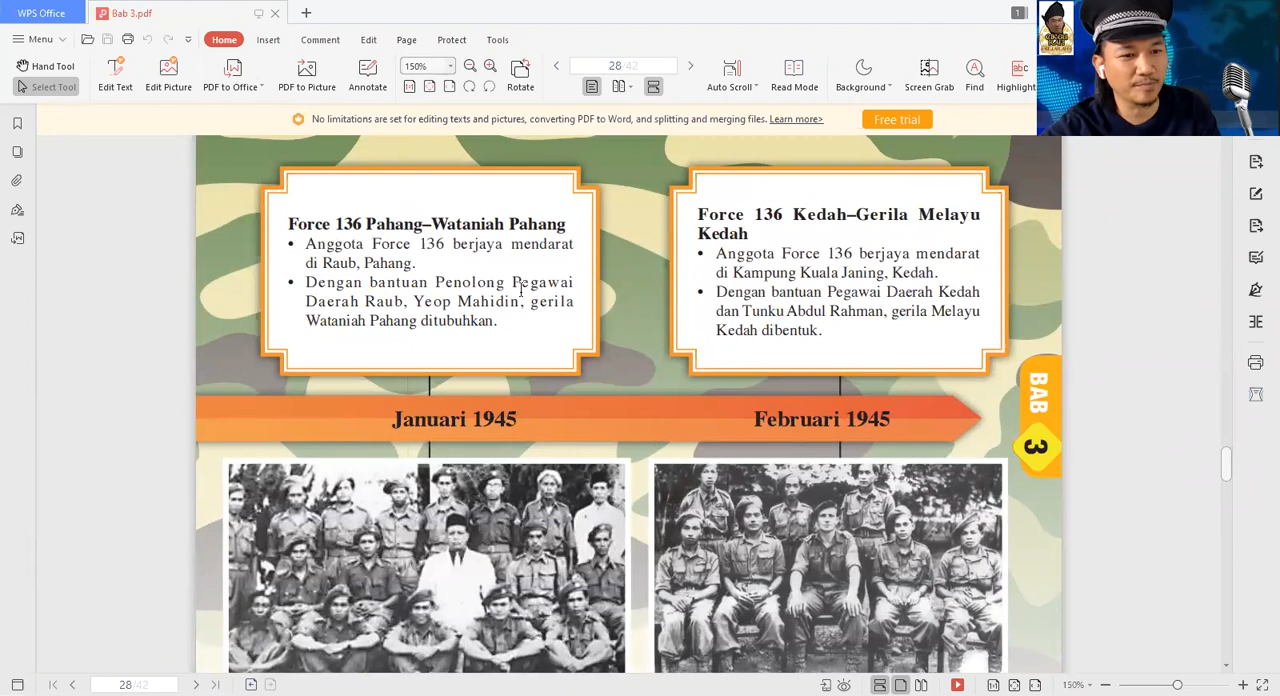 WPS Office
Bab 3.pdf
1
Menu
Home
Insert
Comment
Edit
Page
Protect
Tools
Hand Tool
Select Tool
Edit Text
Edit Picture
PDF to Office
PDF to Picture
Annotate
150%
Rotate
28 /42
Auto Scroll
Read Mode
Background
Screen Grab
Find
Highlight
No limitations are set for editing texts and pictures, converting PDF to Word, and splitting and merging files. Learn more>
Free trial
Force 136 Pahang–Wataniah Pahang
• Anggota Force 136 berjaya mendarat
di Raub, Pahang.
• Dengan bantuan Penolong Pegawai
Daerah Raub, Yeop Mahidin, gerila
Wataniah Pahang ditubuhkan.
Force 136 Kedah–Gerila Melayu
Kedah
• Anggota Force 136 berjaya mendarat
di Kampung Kuala Janing, Kedah.
• Dengan bantuan Pegawai Daerah Kedah
dan Tunku Abdul Rahman, gerila Melayu
Kedah dibentuk.
Januari 1945
Februari 1945
BAB
3
28/42
150%